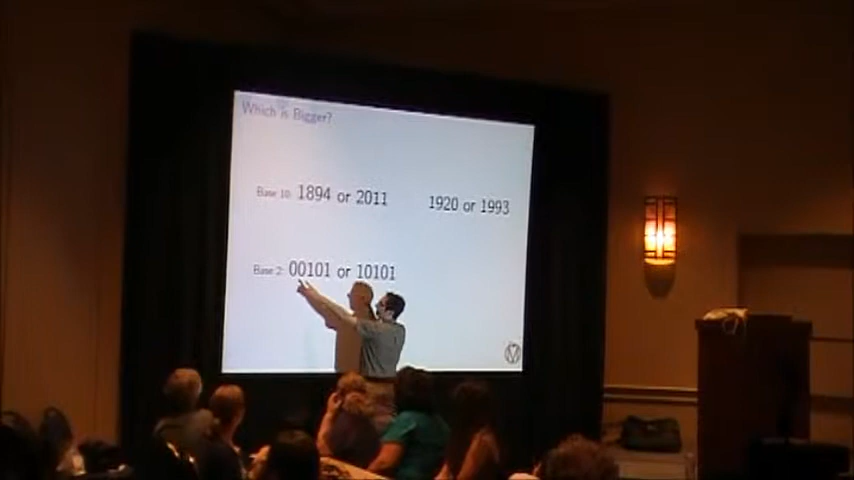 Which is Bigger?
Base 10: 1894 or 2011 1920 or 1993
Base 2: 00101 or 10101